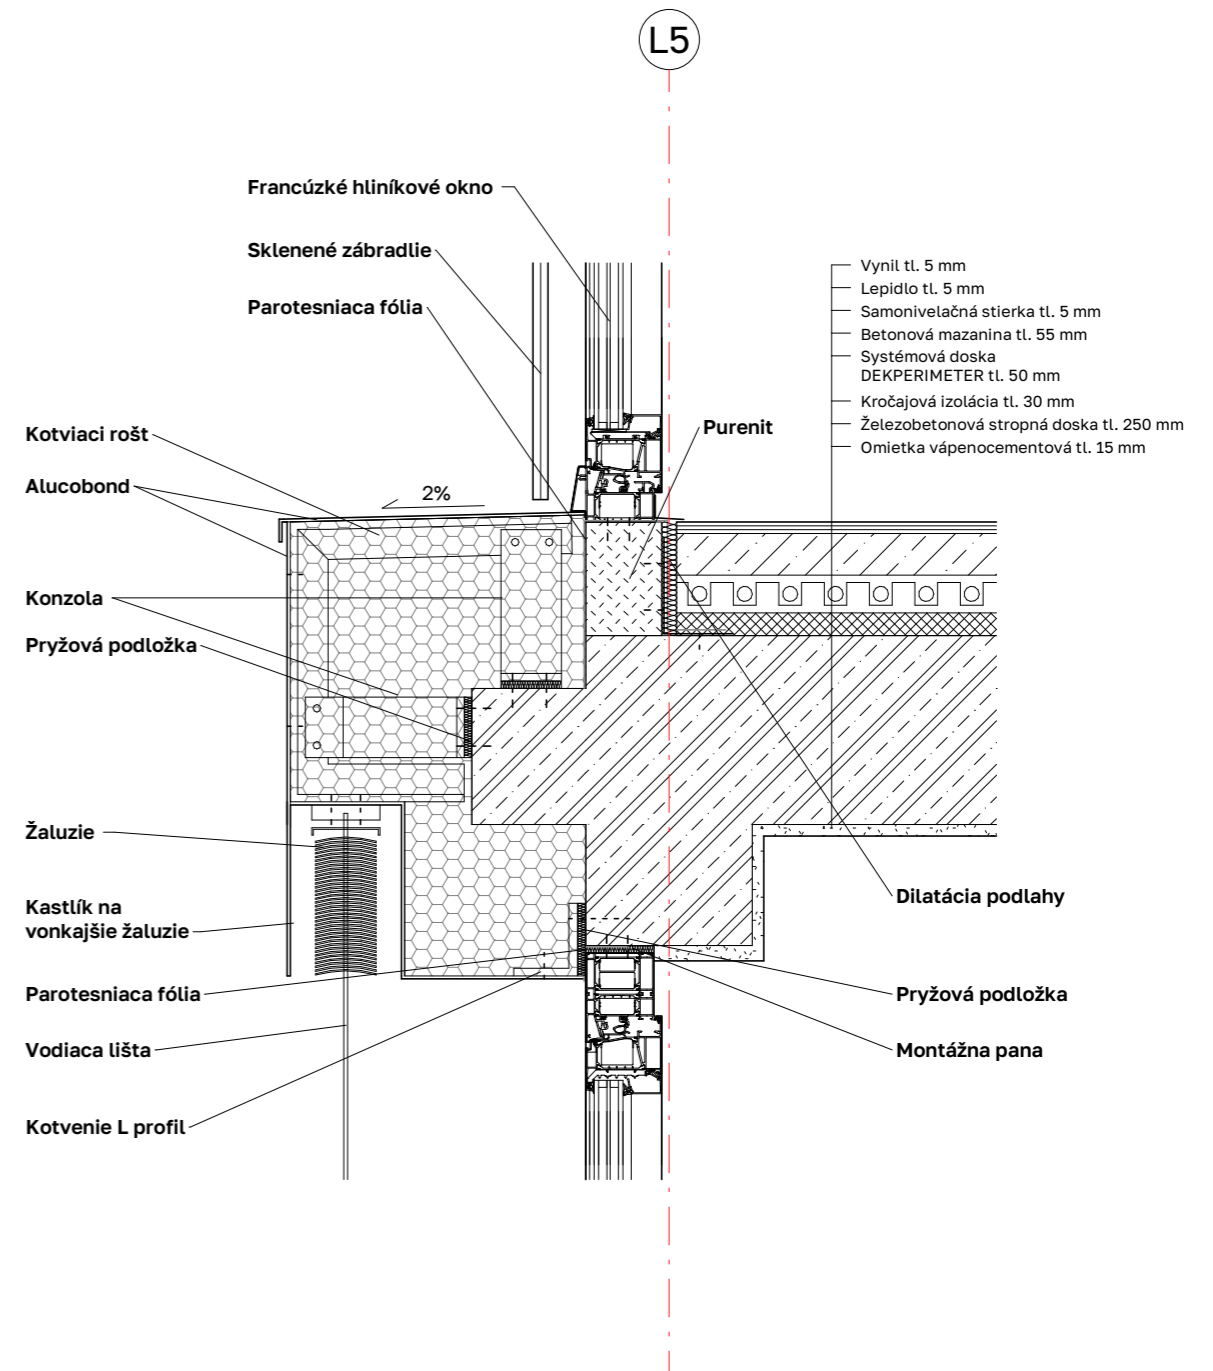 L5
Francúzké hliníkové okno
Sklenené zábradlie
Parotesniaca fólia
Vynil tl. 5 mm
Lepidlo tl. 5 mm
Samonivelačná stierka tl. 5 mm
Betonová mazanina tl. 55 mm
Systémová doska
DEKPERIMETER tl. 50 mm
Kročajová izolácia tl. 30 mm
Železobetonová stropná doska tl. 250 mm
Omietka vápenocementová tl. 15 mm
Purenit
Kotviaci rošt
Alucobond
2%
Konzola
Pryžová podložka
Žaluzie
Kastlík na
vonkajšie žaluzie
Parotesniaca fólia
Vodiaca lišta
Kotvenie L profil
Dilatácia podlahy
Pryžová podložka
Montážna pana